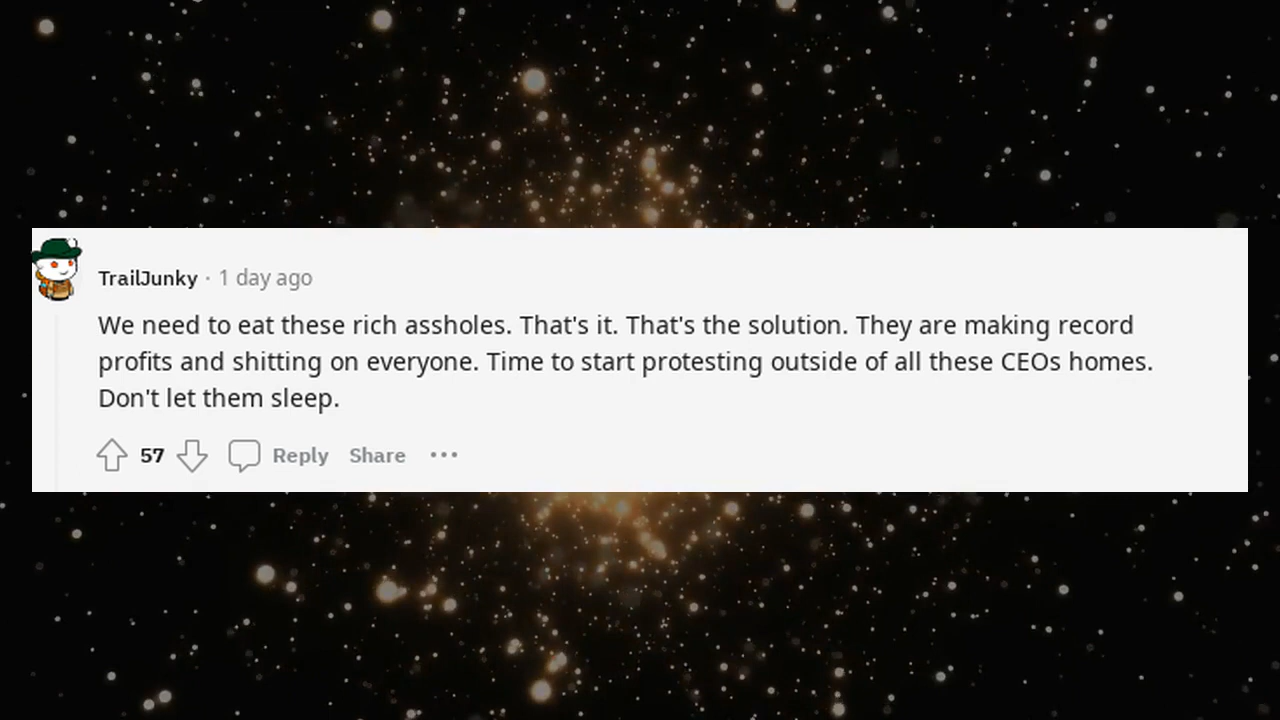 TrailJunky · 1 day ago
We need to eat these rich assholes. That's it. That's the solution. They are making record
profits and shitting on everyone. Time to start protesting outside of all these CEOs homes.
Don't let them sleep.
57 Reply Share